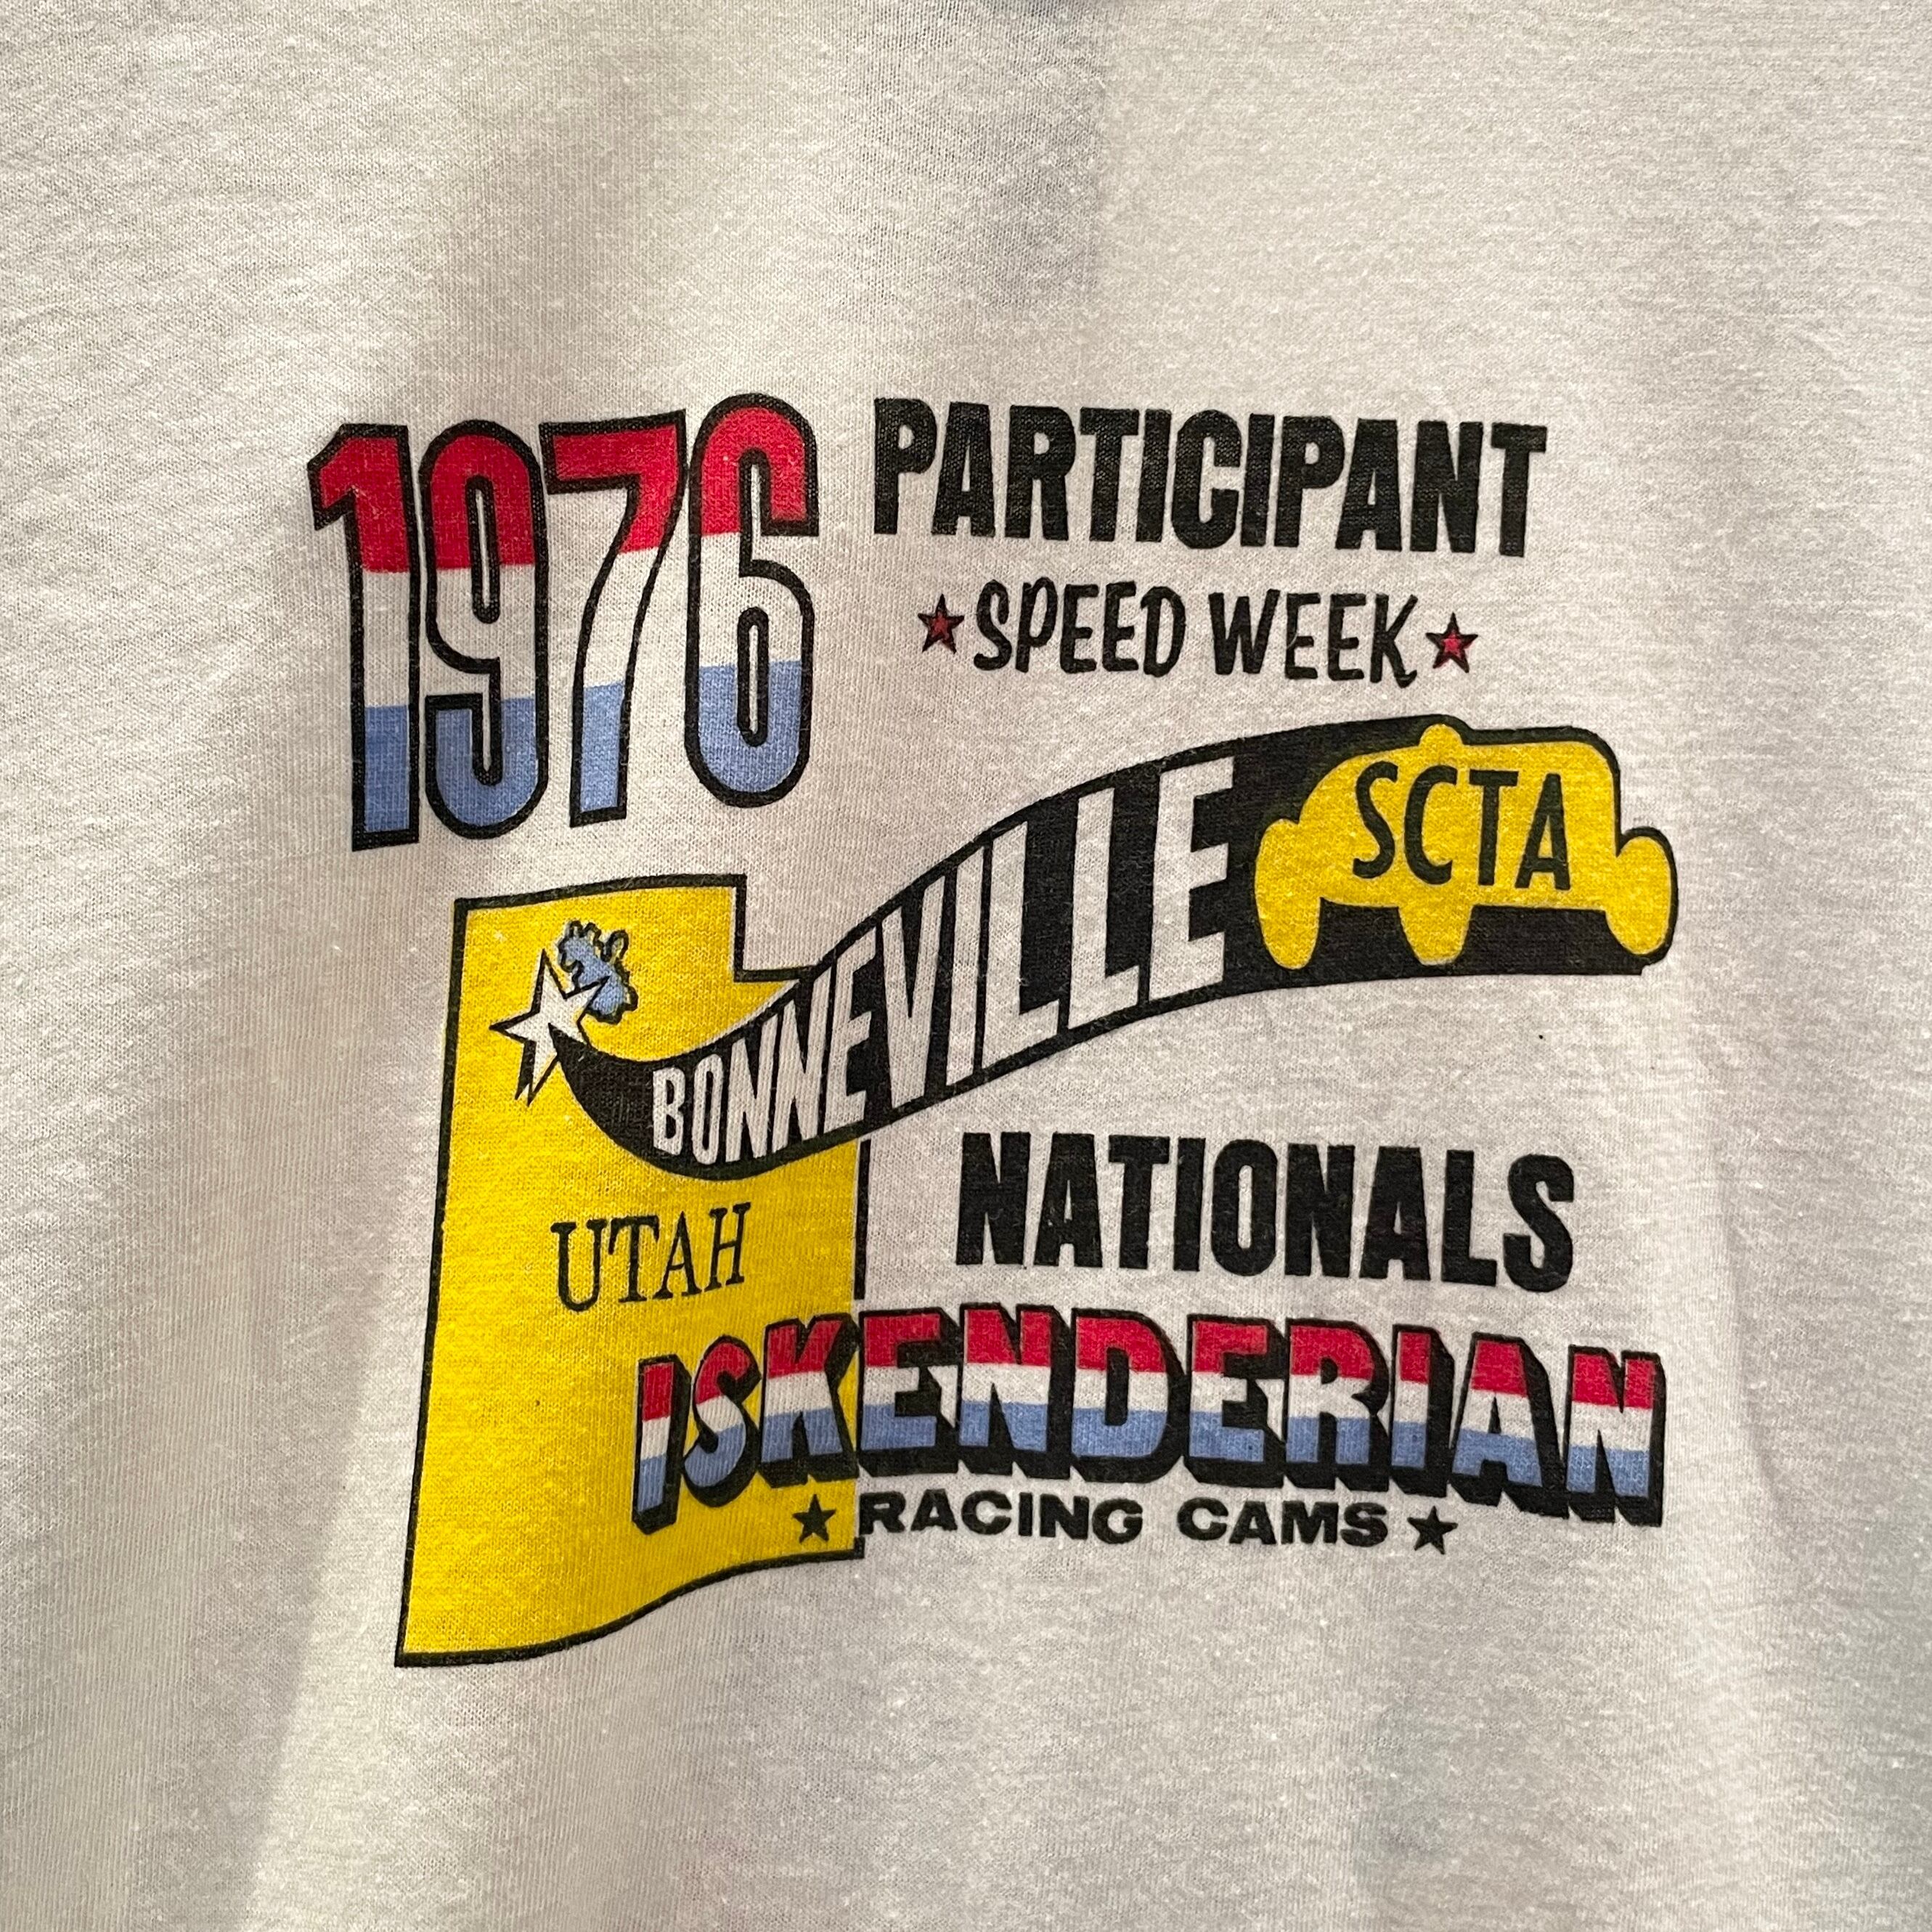 1976 PARTICIPANT
SPEED WEEK
SCTA
BONNEVILLE
NATIONALS
UTAH
ISKENDERIAN
RACING CAMS